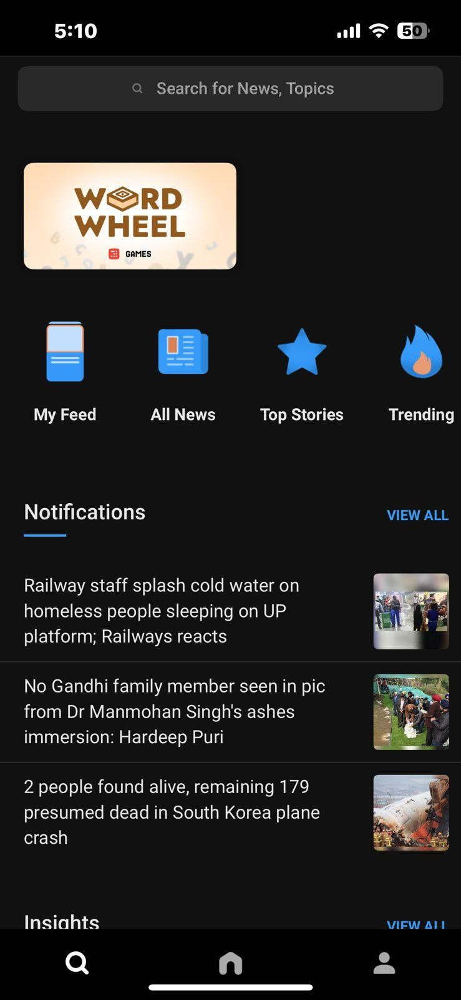 5:10
50
Search for News, Topics
WORD
WHEEL
GAMES
My Feed
All News
Top Stories
Trending
Notifications
VIEW ALL
Railway staff splash cold water on
homeless people sleeping on UP
platform; Railways reacts
No Gandhi family member seen in pic
from Dr Manmohan Singh's ashes
immersion: Hardeep Puri
2 people found alive, remaining 179
presumed dead in South Korea plane
crash
Insights
VIEW ALL